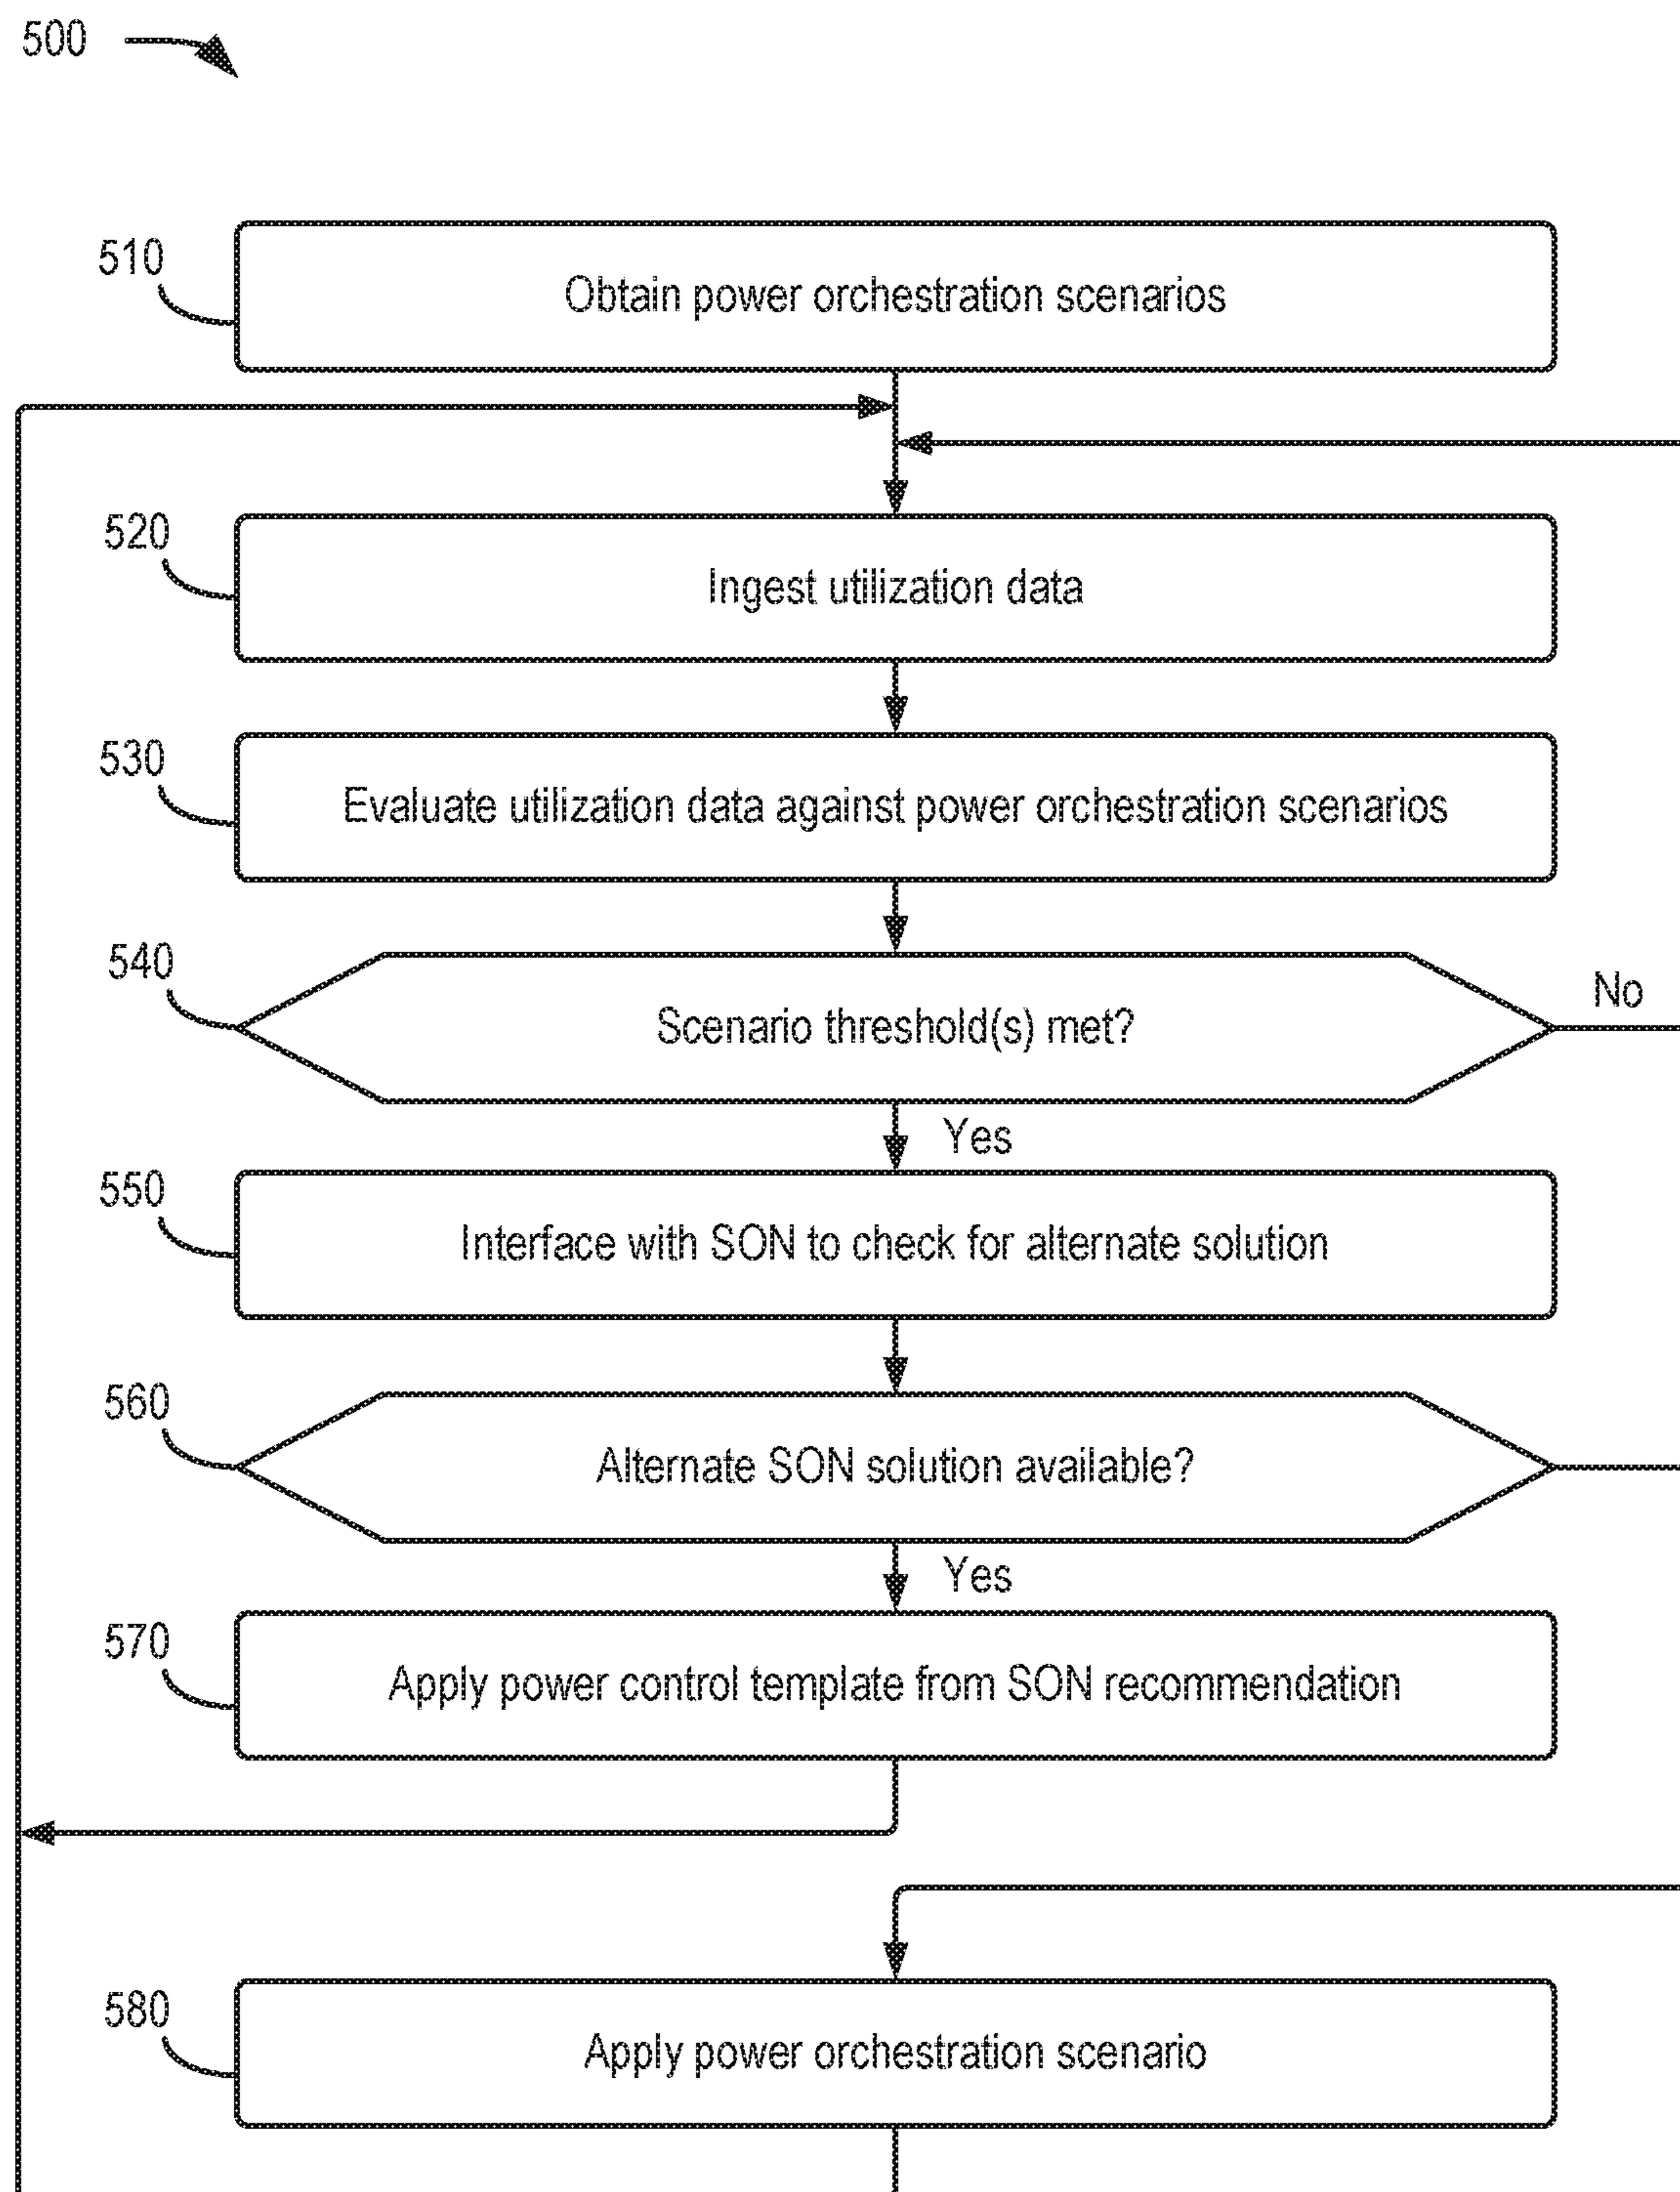 500
510
Obtain power orchestration scenarios
520
Ingest utilization data
530
Evaluate utilization data against power orchestration scenarios
540
Scenario threshold(s) met?
No
Yes
550
Interface with SON to check for alternate solution
560
Alternate SON solution available?
Yes
570
Apply power control template from SON recommendation
580
Apply power orchestration scenario